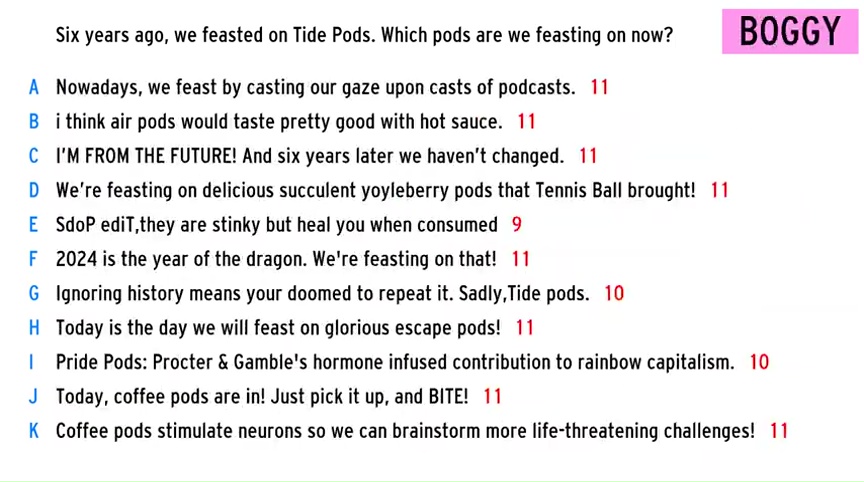 Six years ago, we feasted on Tide Pods. Which pods are we feasting on now?
BOGGY
A Nowadays, we feast by casting our gaze upon casts of podcasts. 11
B i think air pods would taste pretty good with hot sauce. 11
C I'M FROM THE FUTURE! And six years later we haven't changed. 11
D We're feasting on delicious succulent yoyleberry pods that Tennis Ball brought! 11
E SdoP ediT,they are stinky but heal you when consumed 9
F 2024 is the year of the dragon. We're feasting on that! 11
G Ignoring history means your doomed to repeat it. Sadly,Tide pods. 10
H Today is the day we will feast on glorious escape pods! 11
I Pride Pods: Procter & Gamble's hormone infused contribution to rainbow capitalism. 10
J Today, coffee pods are in! Just pick it up, and BITE! 11
K Coffee pods stimulate neurons so we can brainstorm more life-threatening challenges! 11